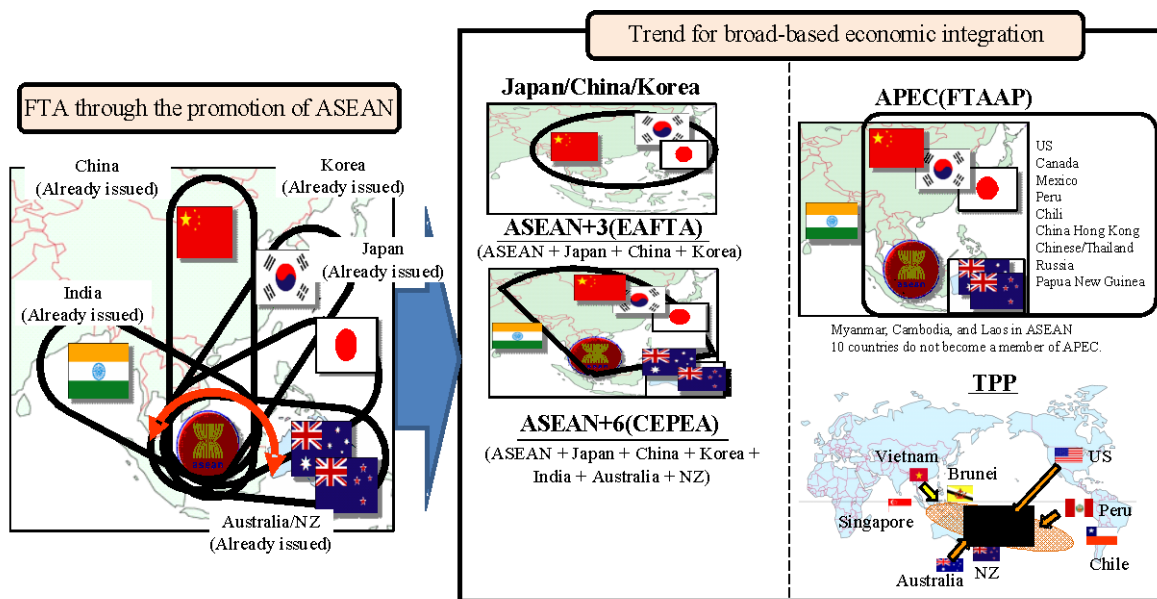 Trend for broad-based economic integration
FTA through the promotion of ASEAN
China
(Already issued)
Korea
(Already issued)
Japan
(Already issued)
India
(Already issued)
asean
Australia/NZ
(Already issued)
Japan/China/Korea
ASEAN+3(EAFTA)
(ASEAN + Japan + China + Korea)
asean
ASEAN+6(CEPEA)
(ASEAN + Japan + China + Korea +
India + Australia + NZ)
APEC(FTAAP)
US
Canada
Mexico
Peru
Chili
China Hong Kong
Chinese/Thailand
Russia
Papua New Guinea
asean
Myanmar, Cambodia, and Laos in ASEAN
10 countries do not become a member of APEC.
TPP
Vietnam
Brunei
US
Singapore
Peru
Australia
NZ
Chile